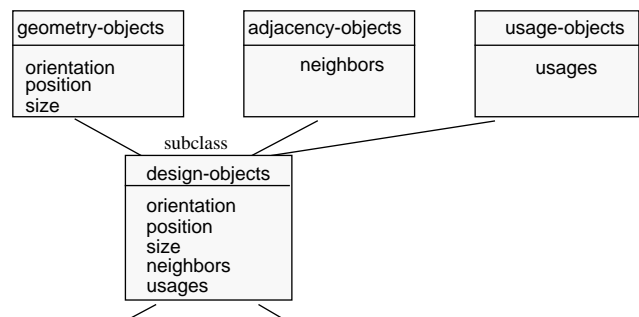 geometry-objects
orientation
position
size
adjacency-objects
neighbors
usage-objects
usages
subclass
design-objects
orientation
position
size
neighbors
usages